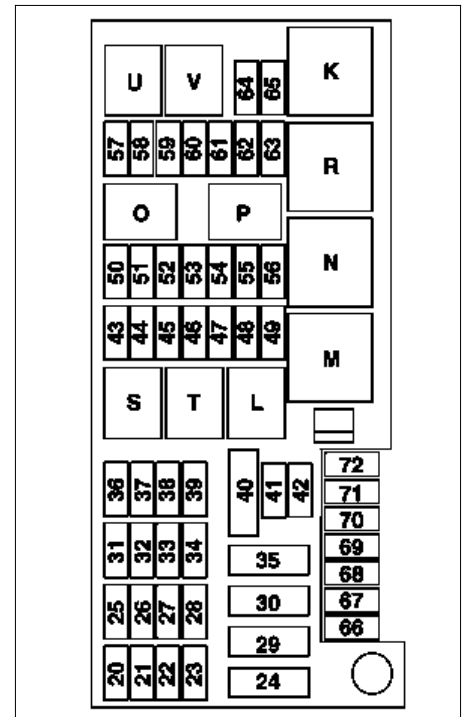 U V 64 65 K
57 58 59 60 61 62 63 R
O P
50 51 52 53 54 55 56 N
43 44 45 46 47 48 49
S T L M
36 37 38 39 40 41 42 72
71
70
31 32 33 34 35 69
68
25 26 27 28 30 67
66
29
20 21 22 23 24